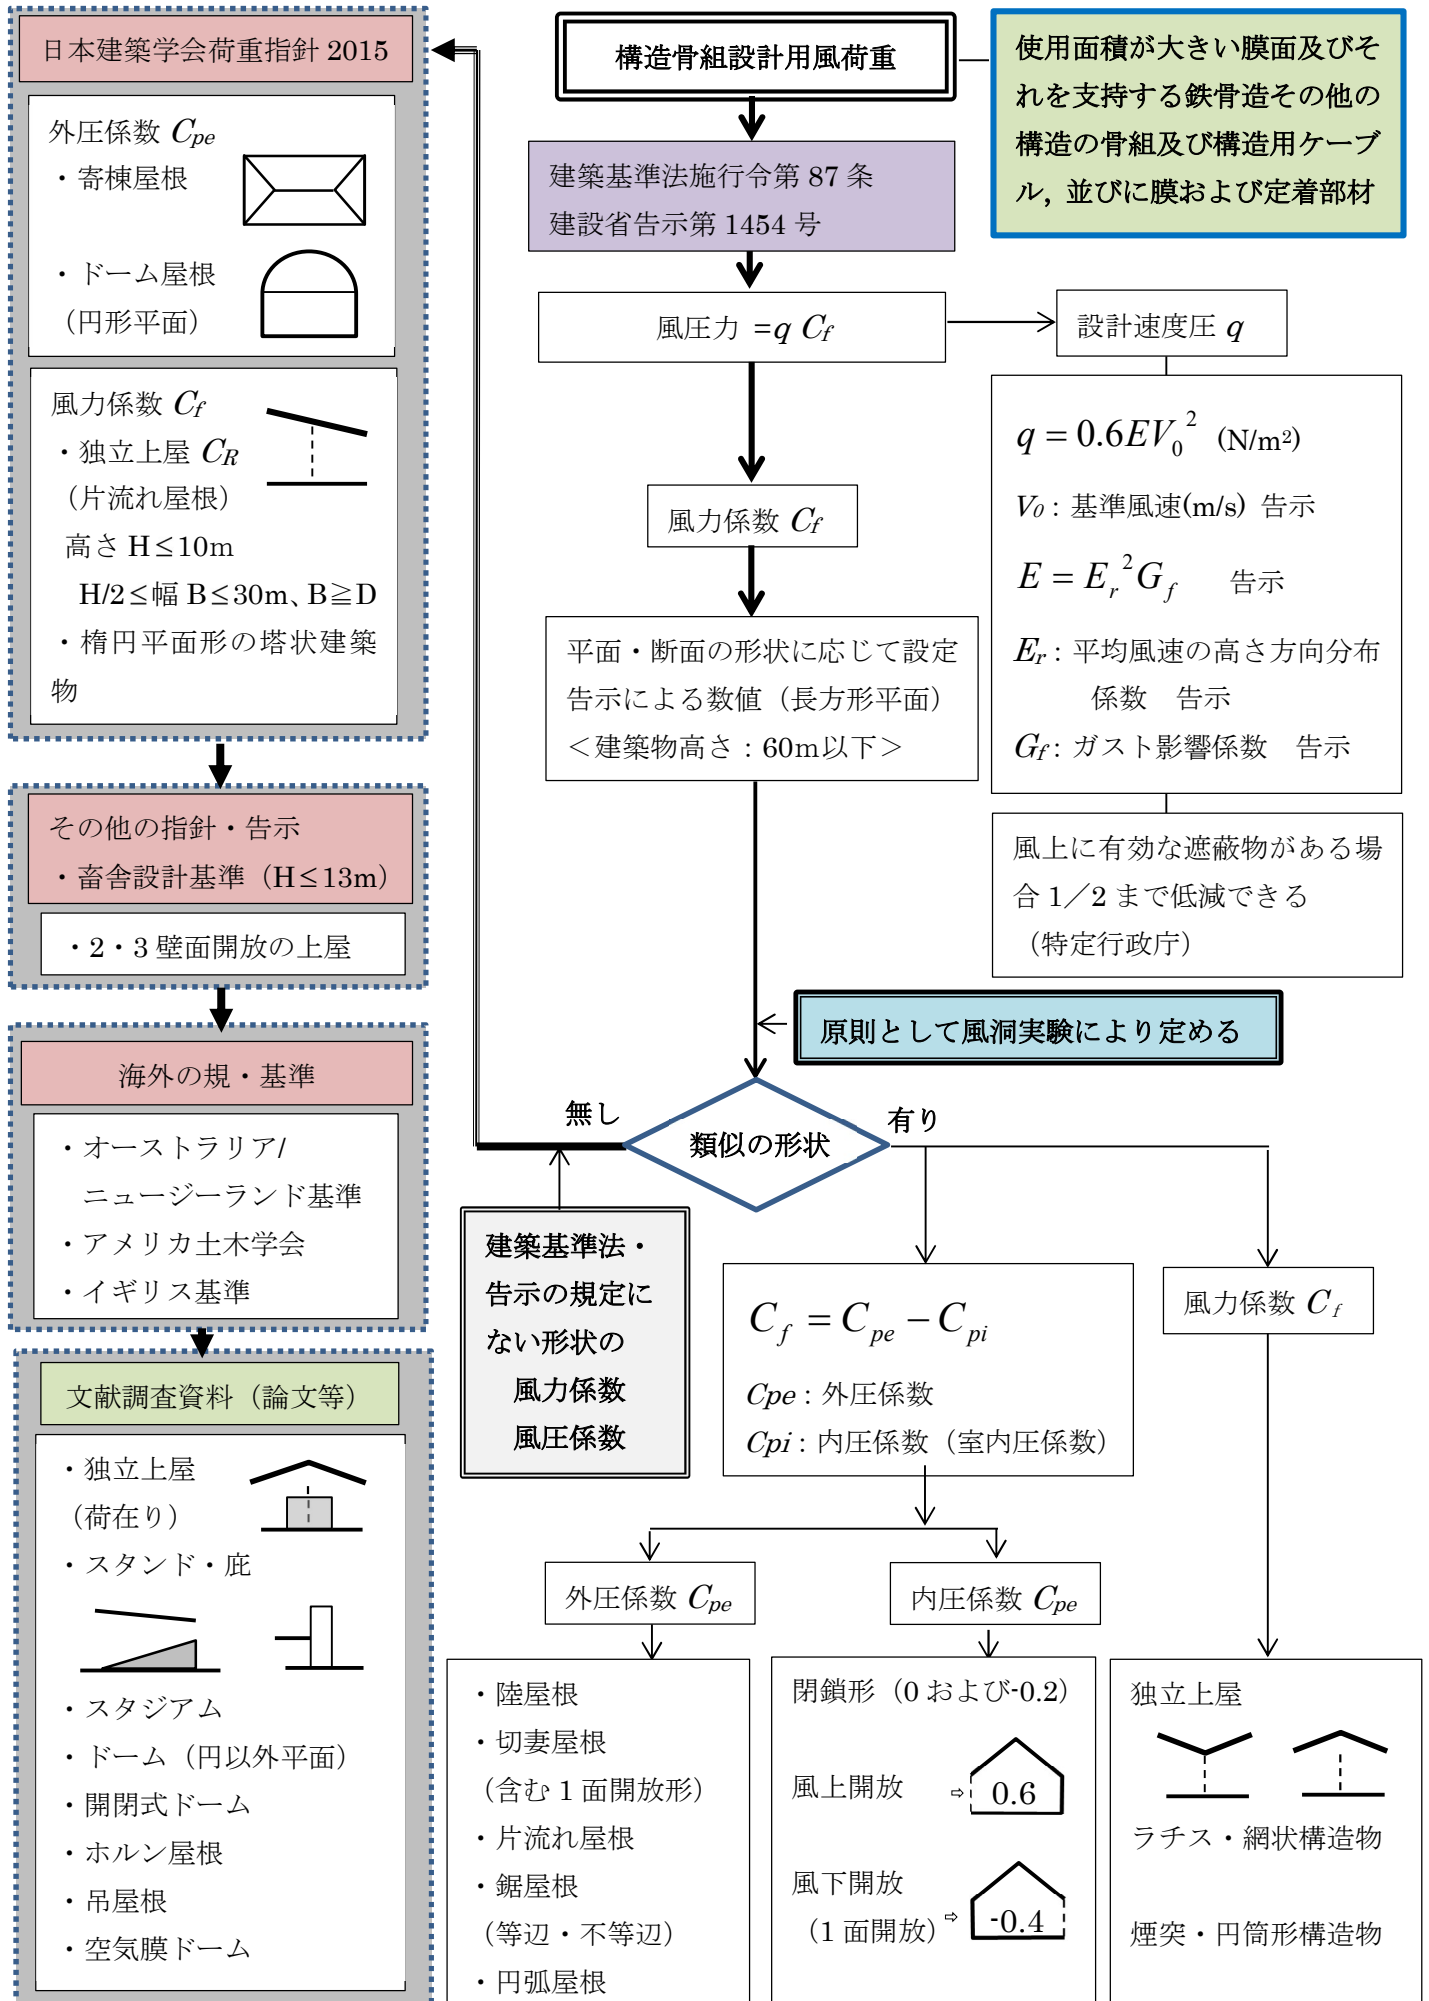 構造骨組設計用風荷重
使用面積が大きい膜面及びそ
れを支持する鉄骨造その他の
構造の骨組及び構造用ケーブ
ル, 並びに膜および定着部材
建築基準法施行令第 87 条
建設省告示第 1454 号
風圧力 =q Cf
設計速度圧 q
q = 0.6EV₀² (N/m²)
V₀：基準風速(m/s) 告示
E = Eᵣ²Gf 告示
Er：平均風速の高さ方向分布
係数 告示
Gf：ガスト影響係数 告示
風上に有効な遮蔽物がある場
合 1／2 まで低減できる
（特定行政庁）
風力係数 Cf
平面・断面の形状に応じて設定
告示による数値（長方形平面）
＜建築物高さ：60m以下＞
原則として風洞実験により定める
類似の形状
無し
有り
建築基準法・
告示の規定に
ない形状の
風力係数
風圧係数
Cf = Cpe − Cpi
Cpe：外圧係数
Cpi：内圧係数（室内圧係数）
風力係数 Cf
外圧係数 Cpe
内圧係数 Cpe
・陸屋根
・切妻屋根
（含む 1 面開放形）
・片流れ屋根
・鋸屋根
（等辺・不等辺）
・円弧屋根
閉鎖形（0 および-0.2）
風上開放
⇨
0.6
風下開放
（1 面開放）
⇨
-0.4
独立上屋
ラチス・網状構造物
煙突・円筒形構造物
日本建築学会荷重指針 2015
外圧係数 Cpe
・寄棟屋根
・ドーム屋根
（円形平面）
風力係数 Cf
・独立上屋 CR
（片流れ屋根）
高さ H≤10m
H/2≤幅 B≤30m、B≧D
・楕円平面形の塔状建築
物
その他の指針・告示
・畜舎設計基準（H≤13m）
・2・3 壁面開放の上屋
海外の規・基準
・オーストラリア/
ニュージーランド基準
・アメリカ土木学会
・イギリス基準
文献調査資料（論文等）
・独立上屋
（荷在り）
・スタンド・庇
・スタジアム
・ドーム（円以外平面）
・開閉式ドーム
・ホルン屋根
・吊屋根
・空気膜ドーム